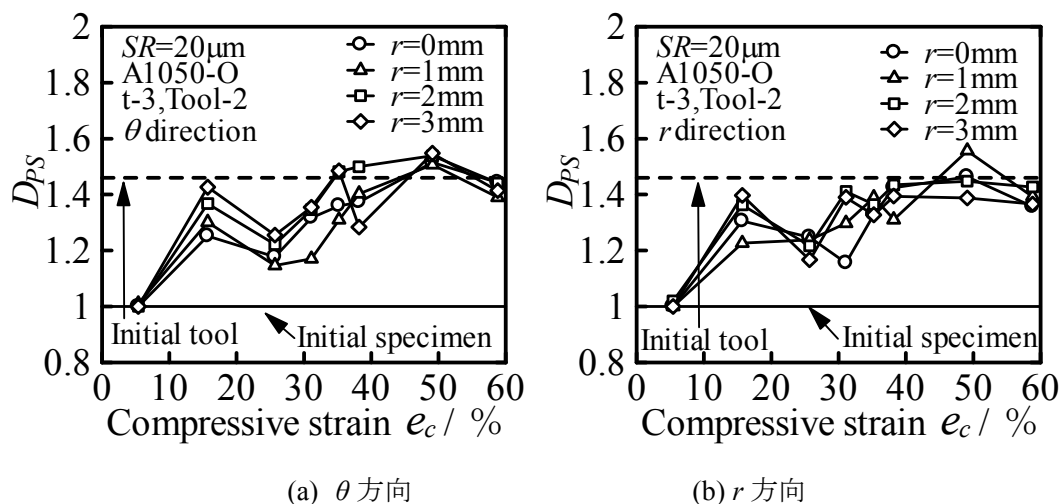 2
1.8
1.6
1.4
1.2
1
0.8
D_PS
SR=20μm
A1050-O
t-3,Tool-2
θ direction
r=0mm
r=1mm
r=2mm
r=3mm
Initial tool
Initial specimen
0 10 20 30 40 50 60
Compressive strain e_c / %
(a) θ 方向
2
1.8
1.6
1.4
1.2
1
0.8
D_PS
SR=20μm
A1050-O
t-3,Tool-2
r direction
r=0mm
r=1mm
r=2mm
r=3mm
Initial tool
Initial specimen
0 10 20 30 40 50 60
Compressive strain e_c / %
(b) r 方向